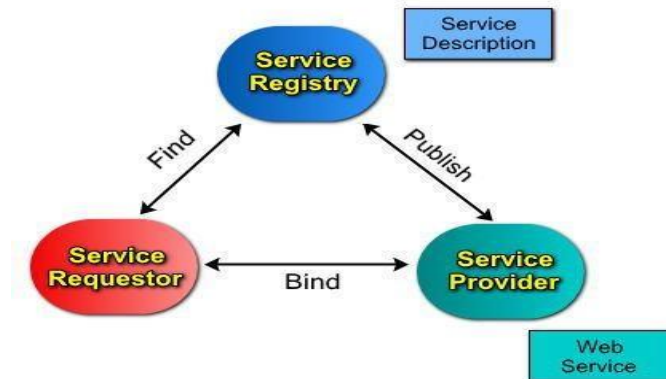 Service
Description
Service
Registry
Find
Publish
Service
Requestor
Bind
Service
Provider
Web
Service